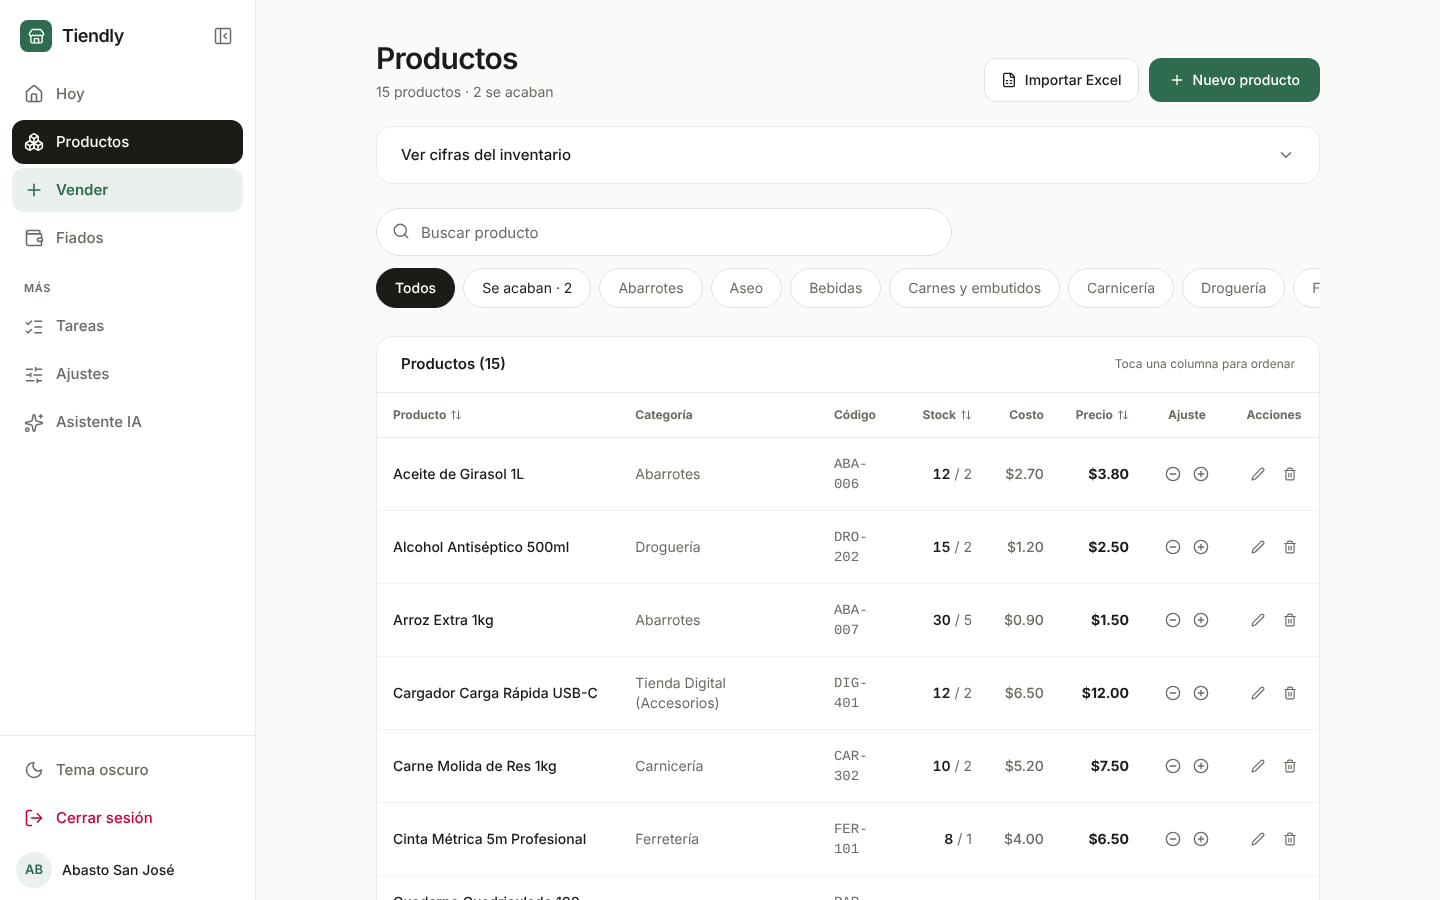 Tiendly
Hoy
Productos
Vender
Fiados
MÁS
Tareas
Ajustes
Asistente IA
Tema oscuro
Cerrar sesión
AB Abasto San José
Productos
15 productos · 2 se acaban
Importar Excel
Nuevo producto
Ver cifras del inventario
Buscar producto
Todos Se acaban · 2 Abarrotes Aseo Bebidas Carnes y embutidos Carnicería Droguería F
Productos (15) Toca una columna para ordenar
Producto Categoría Código Stock Costo Precio Ajuste Acciones
Aceite de Girasol 1L Abarrotes ABA-
006 12 / 2 $2.70 $3.80
Alcohol Antiséptico 500ml Droguería DRO-
202 15 / 2 $1.20 $2.50
Arroz Extra 1kg Abarrotes ABA-
007 30 / 5 $0.90 $1.50
Cargador Carga Rápida USB-C Tienda Digital
(Accesorios) DIG-
401 12 / 2 $6.50 $12.00
Carne Molida de Res 1kg Carnicería CAR-
302 10 / 2 $5.20 $7.50
Cinta Métrica 5m Profesional Ferretería FER-
101 8 / 1 $4.00 $6.50